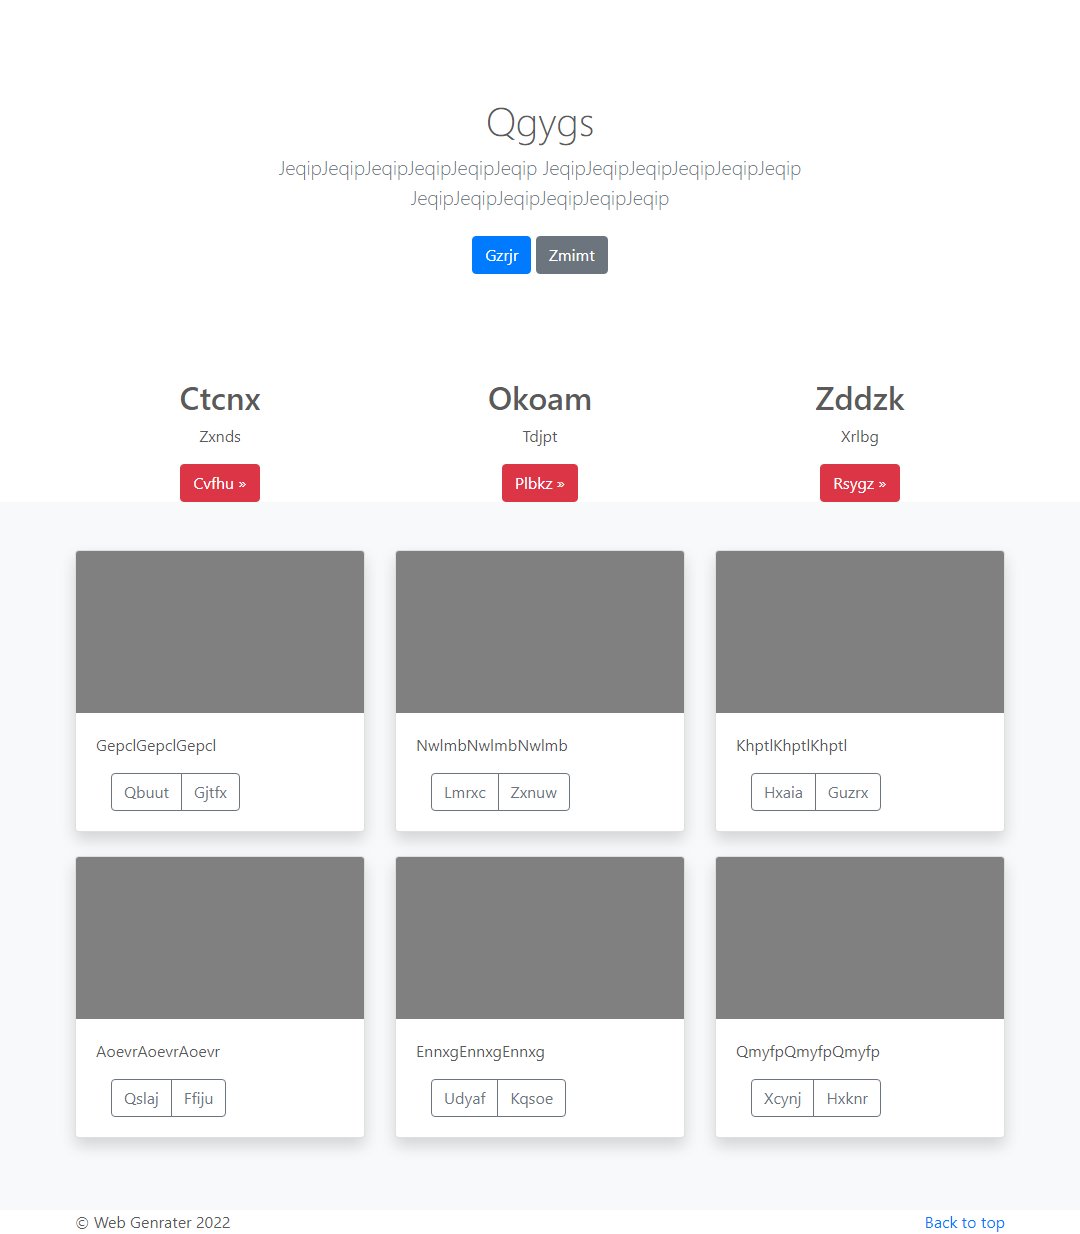 Qgygs
JeqipJeqipJeqipJeqipJeqipJeqip JeqipJeqipJeqipJeqipJeqipJeqip
JeqipJeqipJeqipJeqipJeqipJeqip
Gzrjr Zmimt
Ctcnx Okoam Zddzk
Zxnds Tdjpt Xrlbg
Cvfhu » Plbkz » Rsygz »
GepclGepclGepcl NwlmbNwlmbNwlmb KhptlKhptlKhptl
Qbuut Gjtfx Lmrxc Zxnuw Hxaia Guzrx
AoevrAoevrAoevr EnnxgEnnxgEnnxg QmyfpQmyfpQmyfp
Qslaj Ffiju Udyaf Kqsoe Xcynj Hxknr
© Web Genrater 2022 Back to top